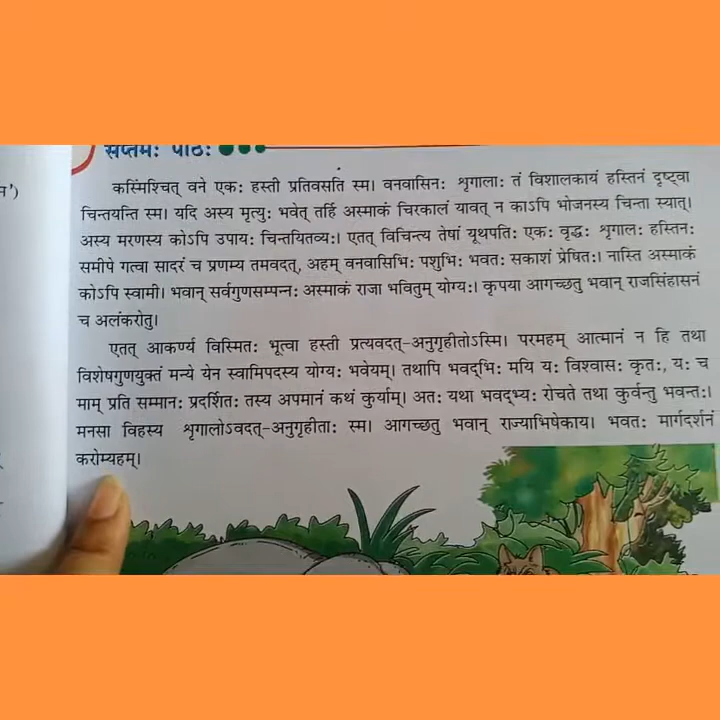 न’)
सप्तमः पाठः
कस्मिश्चित् वने एकः हस्ती प्रतिवसति स्म। वनवासिनः शृगालाः तं विशालकायं हस्तिनं दृष्ट्वा
चिन्तयन्ति स्म। यदि अस्य मृत्युः भवेत् तर्हि अस्माकं चिरकालं यावत् न काऽपि भोजनस्य चिन्ता स्यात्।
अस्य मरणस्य कोऽपि उपायः चिन्तयितव्यः। एतत् विचिन्त्य तेषां यूथपतिः एकः वृद्धः शृगालः हस्तिनः
समीपे गत्वा सादरं च प्रणम्य तमवदत्, अहम् वनवासिभिः पशुभिः भवतः सकाशं प्रेषितः। नास्ति अस्माकं
कोऽपि स्वामी। भवान् सर्वगुणसम्पन्नः अस्माकं राजा भवितुम् योग्यः। कृपया आगच्छतु भवान् राजसिंहासनं
च अलंकरोतु।
एतत् आकर्ण्य विस्मितः भूत्वा हस्ती प्रत्यवदत्-अनुगृहीतोऽस्मि। परमहम् आत्मानं न हि तथा
विशेषगुणयुक्तं मन्ये येन स्वामिपदस्य योग्यः भवेयम्। तथापि भवद्भिः मयि यः विश्वासः कृतः, यः च
माम् प्रति सम्मानः प्रदर्शितः तस्य अपमानं कथं कुर्याम्। अतः यथा भवद्भ्यः रोचते तथा कुर्वन्तु भवन्तः।
मनसा विहस्य शृगालोऽवदत्-अनुगृहीताः स्म। आगच्छतु भवान् राज्याभिषेकाय। भवतः मार्गदर्शनं
करोम्यहम्।